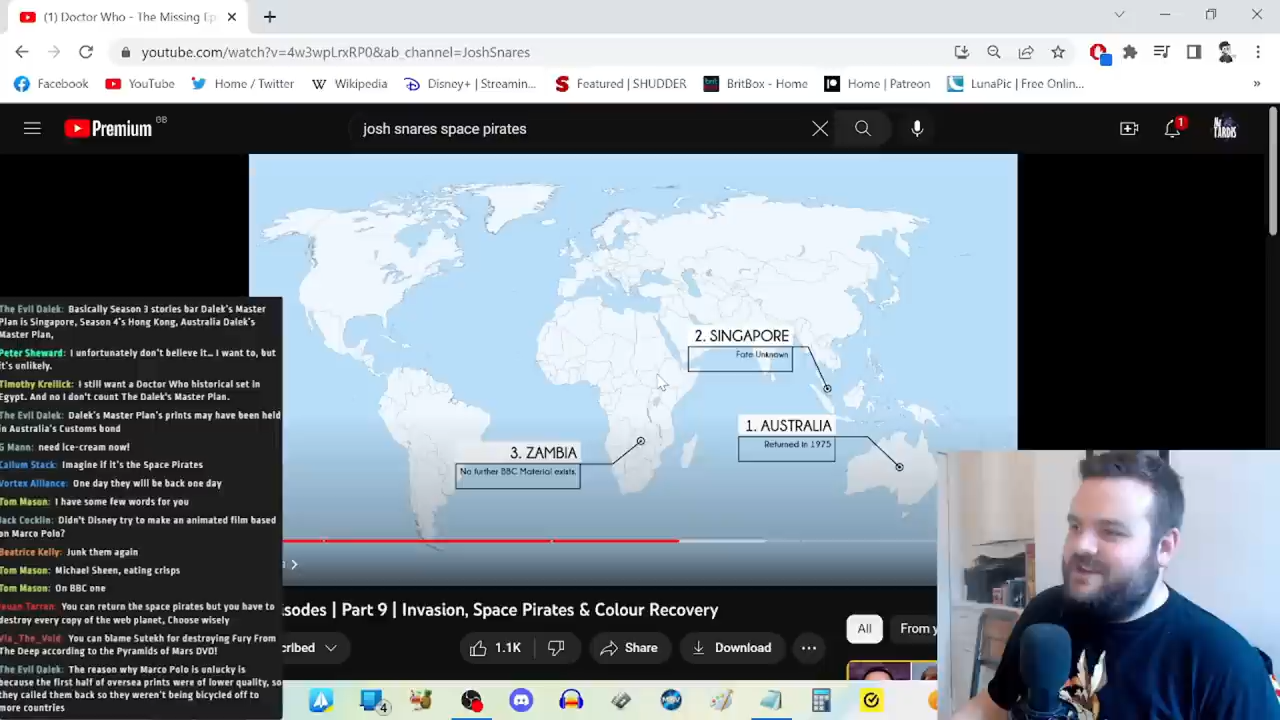 (1) Doctor Who - The Missing Ep
youtube.com/watch?v=4w3wpLrxRP0&ab_channel=JoshSnares
Facebook YouTube Home / Twitter Wikipedia Disney+ | Streamin... Featured | SHUDDER BritBox - Home Home | Patreon LunaPic | Free Onlin... »
Premium GB
josh snares space pirates
1
TARDIS
2. SINGAPORE
Fate Unknown
1. AUSTRALIA
Returned in 1975
3. ZAMBIA
No further BBC Material exists.
The Evil Dalek: Basically Season 3 stories bar Dalek's Master
Plan is Singapore, Season 4's Hong Kong, Australia Dalek's
Master Plan,
Peter Sheward: I unfortunately don't believe it... I want to, but
it's unlikely.
Timothy Krellick: I still want a Doctor Who historical set in
Egypt. And no I don't count The Dalek's Master Plan.
The Evil Dalek: Dalek's Master Plan's prints may have been held
in Australia's Customs bond
G Mann: need ice-cream now!
Callum Stack: Imagine if it's the Space Pirates
Vortex Alliance: One day they will be back one day
Tom Mason: I have some few words for you
Jack Cocklin: Didn't Disney try to make an animated film based
on Marco Polo?
Beatrice Kelly: Junk them again
Tom Mason: Michael Sheen, eating crisps
Tom Mason: On BBC one
Tarran: You can return the space pirates but you have to
destroy every copy of the web planet, Choose wisely
Via_The_Void: You can blame Sutekh for destroying Fury From
The Deep according to the Pyramids of Mars DVD!
The Evil Dalek: The reason why Marco Polo is unlucky is
because the first half of oversea prints were of lower quality, so
they called them back so they weren't being bicycled off to
more countries
isodes | Part 9 | Invasion, Space Pirates & Colour Recovery
cribed 1.1K Share Download ...
All From y
4